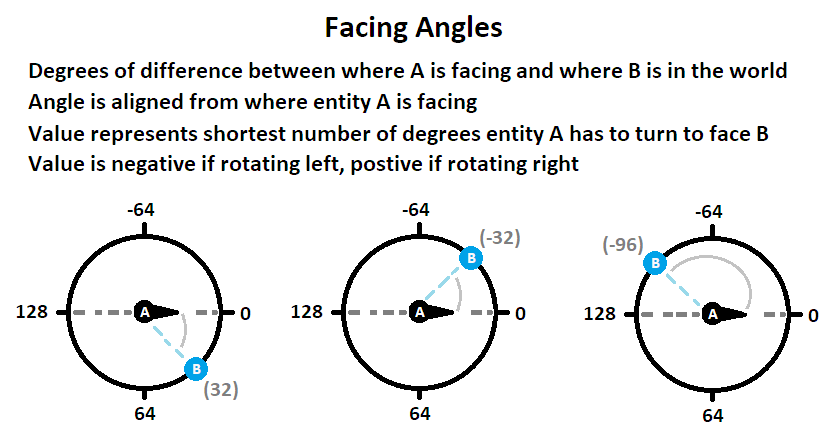 Facing Angles
Degrees of difference between where A is facing and where B is in the world
Angle is aligned from where entity A is facing
Value represents shortest number of degrees entity A has to turn to face B
Value is negative if rotating left, postive if rotating right
-64
128
A
0
B
(32)
64
-64
(-32)
B
128
A
0
64
-64
(-96)
B
128
A
0
64